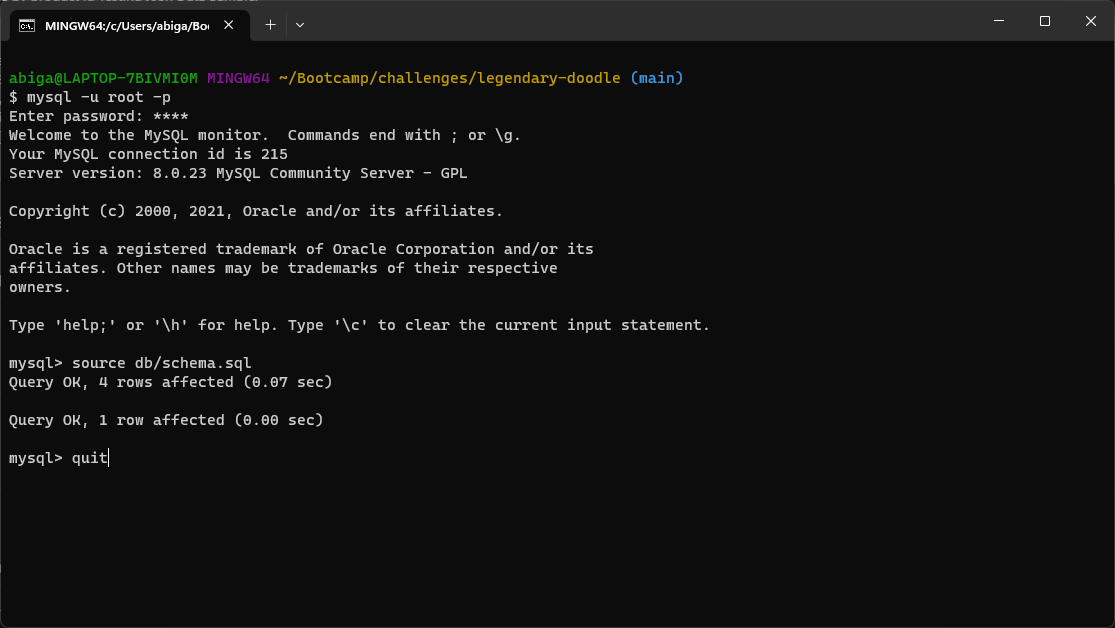 MINGW64:/c/Users/abiga/Bo
abiga@LAPTOP-7BIVMI0M MINGW64 ~/Bootcamp/challenges/legendary-doodle (main)
$ mysql -u root -p
Enter password: ****
Welcome to the MySQL monitor.  Commands end with ; or \g.
Your MySQL connection id is 215
Server version: 8.0.23 MySQL Community Server - GPL
Copyright (c) 2000, 2021, Oracle and/or its affiliates.
Oracle is a registered trademark of Oracle Corporation and/or its
affiliates. Other names may be trademarks of their respective
owners.
Type 'help;' or '\h' for help. Type '\c' to clear the current input statement.
mysql> source db/schema.sql
Query OK, 4 rows affected (0.07 sec)
Query OK, 1 row affected (0.00 sec)
mysql> quit